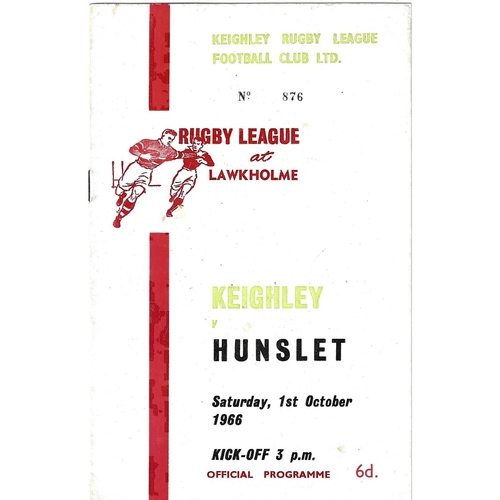 KEIGHLEY RUGBY LEAGUE
FOOTBALL CLUB LTD.
Nº 876
RUGBY LEAGUE
at
LAWKHOLME
KEIGHLEY
v
HUNSLET
Saturday, 1st October
1966
KICK-OFF 3 p.m.
OFFICIAL PROGRAMME 6d.